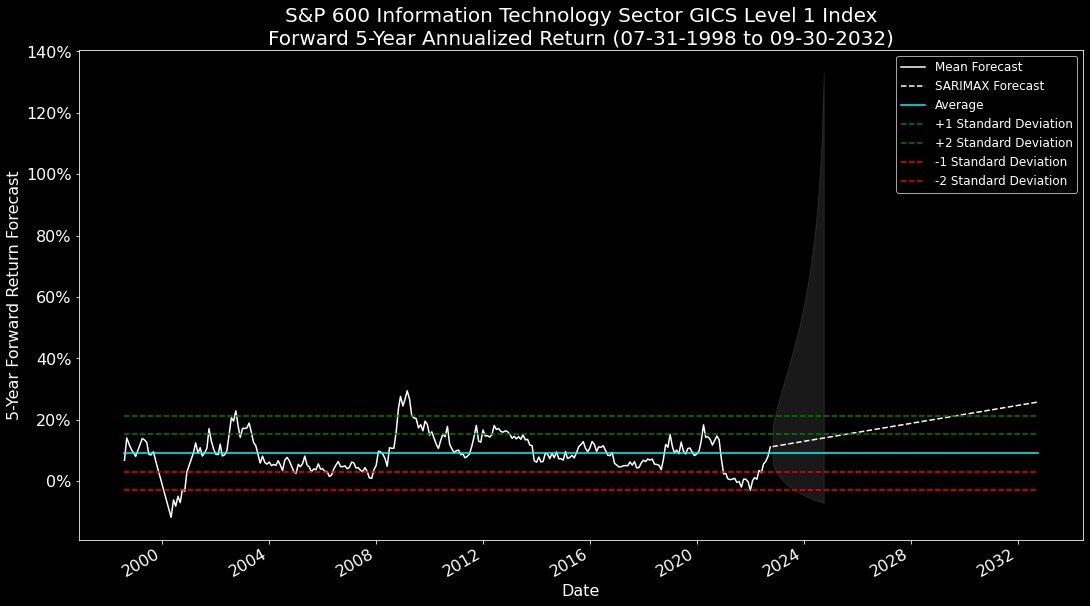 S&P 600 Information Technology Sector GICS Level 1 Index
Forward 5-Year Annualized Return (07-31-1998 to 09-30-2032)
140%
120%
100%
80%
60%
40%
20%
0%
5-Year Forward Return Forecast
Mean Forecast
SARIMAX Forecast
Average
+1 Standard Deviation
+2 Standard Deviation
-1 Standard Deviation
-2 Standard Deviation
2000
2004
2008
2012
2016
2020
2024
2028
2032
Date